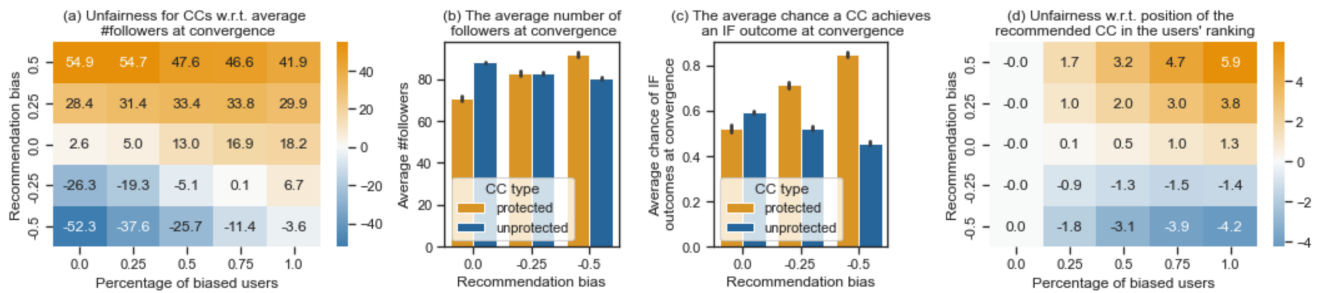 (a) Unfairness for CCs w.r.t. average
#followers at convergence
Recommendation bias
0.5 54.9 54.7 47.6 46.6 41.9
0.25 28.4 31.4 33.4 33.8 29.9
0.0 2.6 5.0 13.0 16.9 18.2
-0.25 -26.3 -19.3 -5.1 0.1 6.7
-0.5 -52.3 -37.6 -25.7 -11.4 -3.6
0.0 0.25 0.5 0.75 1.0
Percentage of biased users
40
20
0
-20
-40
(b) The average number of
followers at convergence
Average #followers
80
60
40
20
0
CC type
protected
unprotected
0.0 -0.25 -0.5
Recommendation bias
(c) The average chance a CC achieves
an IF outcome at convergence
Average chance of IF
outcomes at convergence
0.8
0.6
0.4
0.2
0.0
CC type
protected
unprotected
0.0 -0.25 -0.5
Recommendation bias
(d) Unfairness w.r.t. position of the
recommended CC in the users' ranking
Recommendation bias
0.5 -0.0 1.7 3.2 4.7 5.9
0.25 -0.0 1.0 2.0 3.0 3.8
0.0 -0.0 0.1 0.5 1.0 1.3
-0.25 -0.0 -0.9 -1.3 -1.5 -1.4
-0.5 0.0 -1.8 -3.1 -3.9 -4.2
0.0 0.25 0.5 0.75 1.0
Percentage of biased users
4
2
0
-2
-4